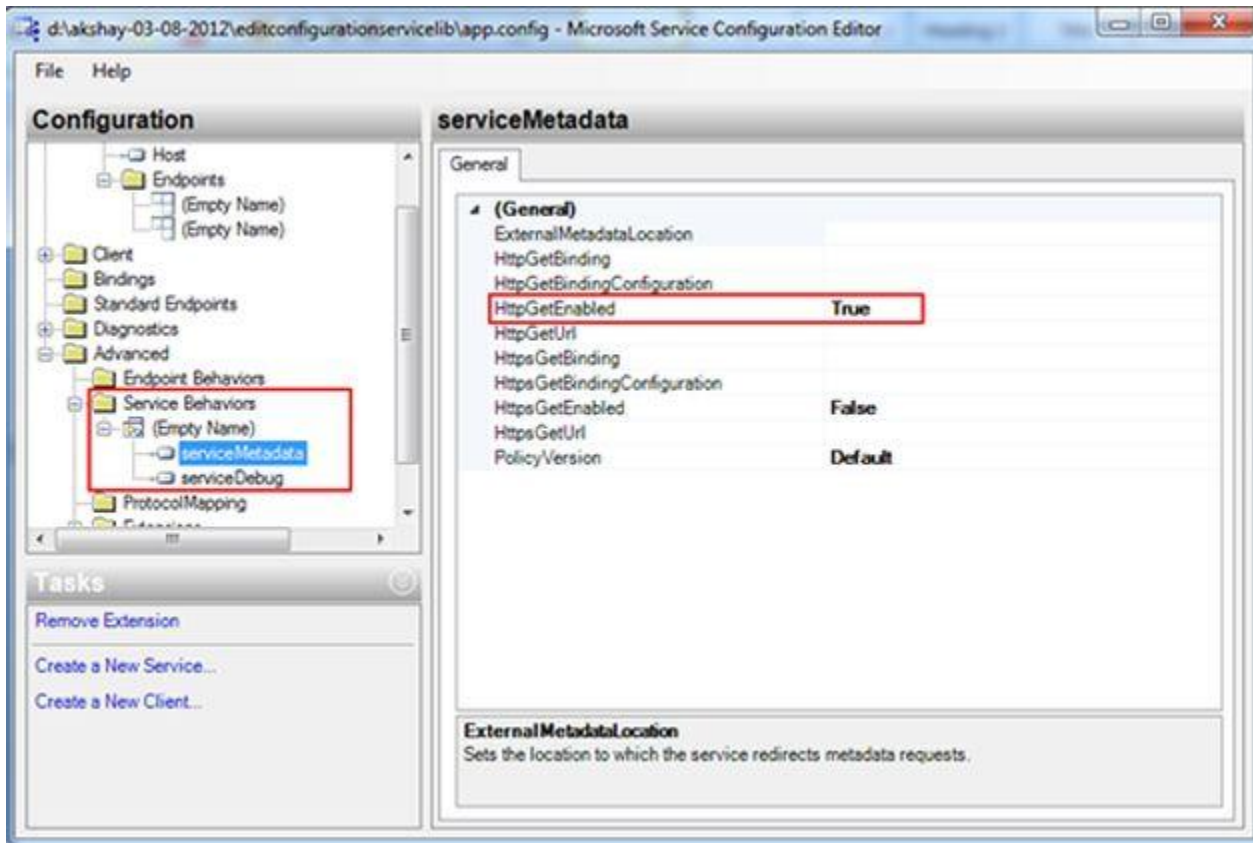 d:\akshay-03-08-2012\editconfigurationservicelib\app.config - Microsoft Service Configuration Editor
File Help
Configuration
Host
Endpoints
(Empty Name)
(Empty Name)
Client
Bindings
Standard Endpoints
Diagnostics
Advanced
Endpoint Behaviors
Service Behaviors
(Empty Name)
serviceMetadata
serviceDebug
ProtocolMapping
Extensions
Tasks
Remove Extension
Create a New Service...
Create a New Client...
serviceMetadata
General
(General)
ExternalMetadataLocation
HttpGetBinding
HttpGetBindingConfiguration
HttpGetEnabled True
HttpGetUrl
HttpsGetBinding
HttpsGetBindingConfiguration
HttpsGetEnabled False
HttpsGetUrl
PolicyVersion Default
ExternalMetadataLocation
Sets the location to which the service redirects metadata requests.